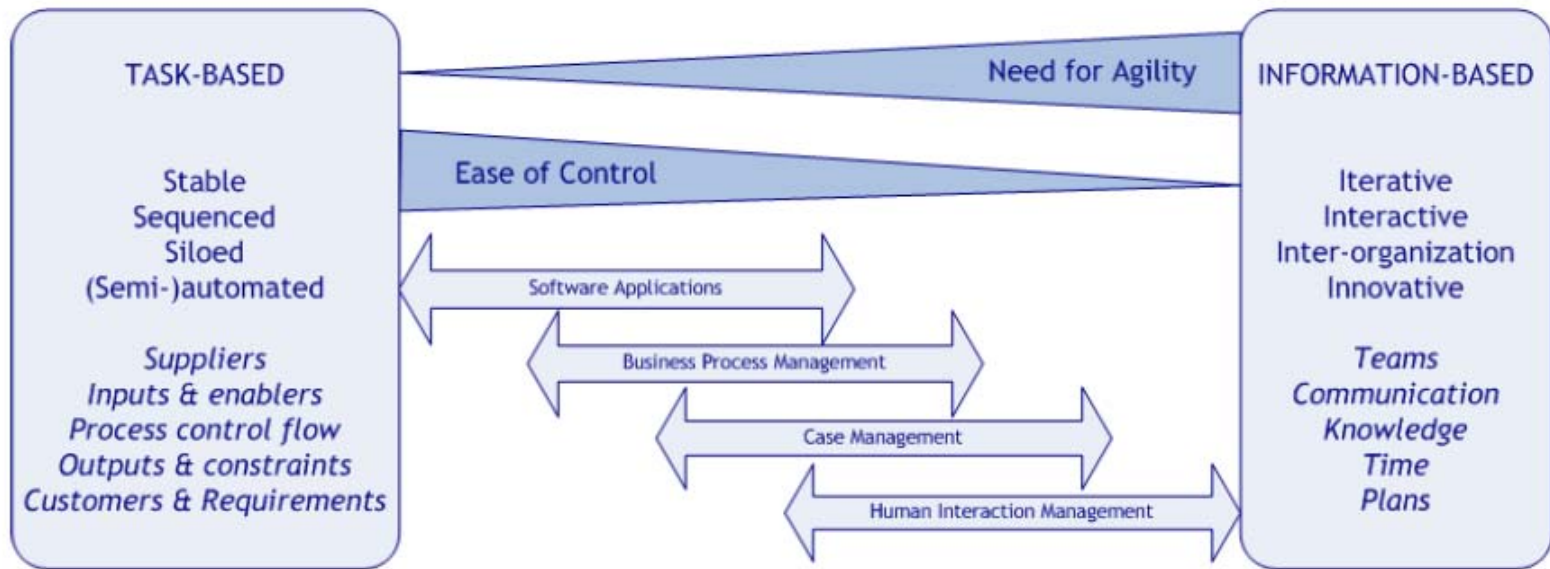 TASK-BASED
Stable
Sequenced
Siloed
(Semi-)automated
Suppliers
Inputs & enablers
Process control flow
Outputs & constraints
Customers & Requirements
Need for Agility
Ease of Control
Software Applications
Business Process Management
Case Management
Human Interaction Management
INFORMATION-BASED
Iterative
Interactive
Inter-organization
Innovative
Teams
Communication
Knowledge
Time
Plans